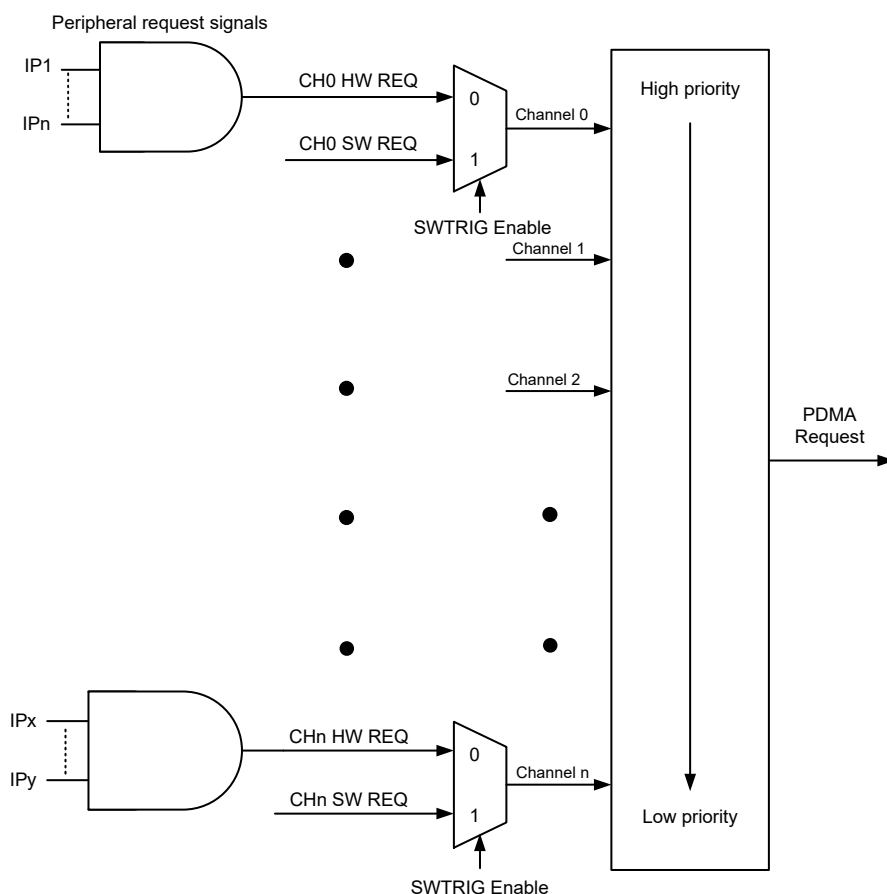 Peripheral request signals
IP1
IPn
CH0 HW REQ
CH0 SW REQ
0
1
SWTRIG Enable
Channel 0
Channel 1
Channel 2
High priority
PDMA
Request
IPx
IPy
CHn HW REQ
CHn SW REQ
0
1
SWTRIG Enable
Channel n
Low priority